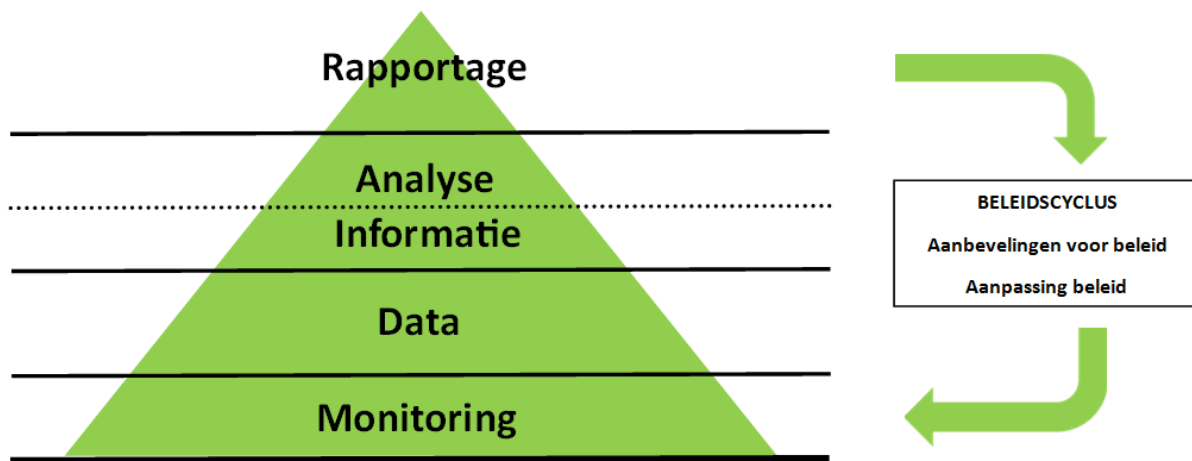 Rapportage
Analyse
Informatie
Data
Monitoring
BELEIDSCYCLUS
Aanbevelingen voor beleid
Aanpassing beleid